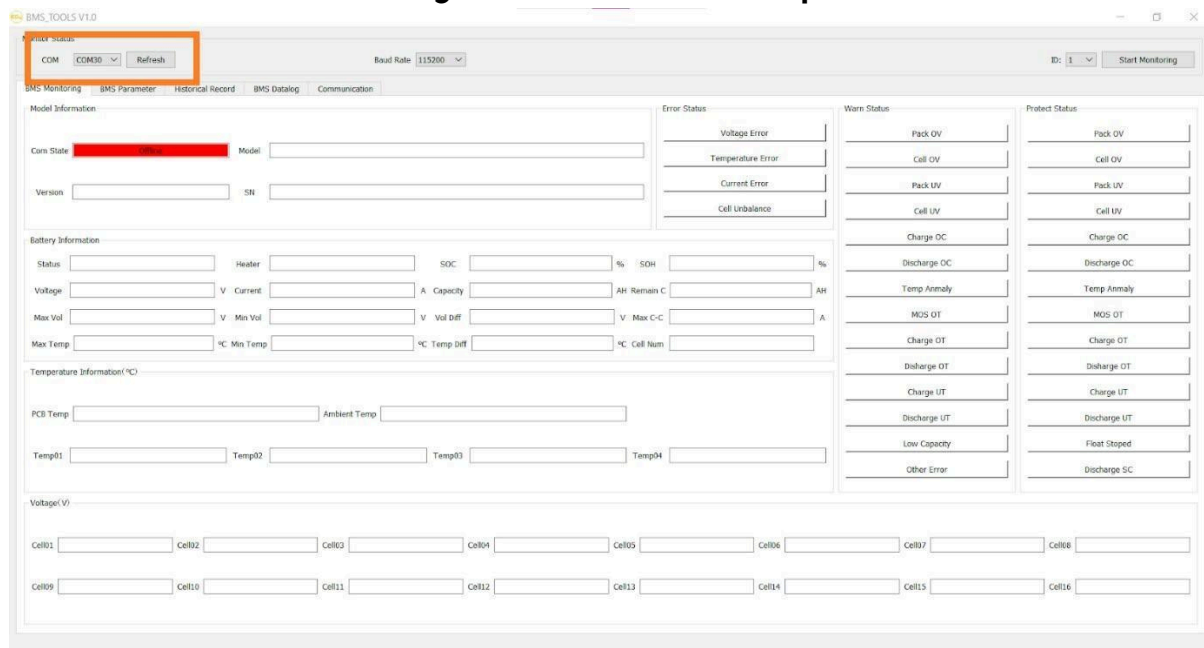 BMS_TOOLS V1.0
Monitor Status
COM COM30 Refresh Baud Rate 115200 ID: 1 Start Monitoring
BMS Monitoring BMS Parameter Historical Record BMS Datalog Communication
Model Information Error Status Warn Status Protect Status
Voltage Error Pack OV Pack OV
Com State Offline Model
Temperature Error Cell OV Cell OV
Current Error Pack UV Pack UV
Version SN
Cell Unbalance Cell UV Cell UV
Battery Information Charge OC Charge OC
Status Heater SOC % SOH % Discharge OC Discharge OC
Voltage V Current A Capacity AH Remain C AH Temp Anmaly Temp Anmaly
Max Vol V Min Vol V Vol Diff V Max C-C A MOS OT MOS OT
Max Temp ºC Min Temp ºC Temp Diff ºC Cell Num Charge OT Charge OT
Temperature Information(ºC) Disharge OT Disharge OT
Charge UT Charge UT
PCB Temp Ambient Temp Discharge UT Discharge UT
Low Capacity Float Stoped
Temp01 Temp02 Temp03 Temp04
Other Error Discharge SC
Voltage(V)
Cell01 Cell02 Cell03 Cell04 Cell05 Cell06 Cell07 Cell08
Cell09 Cell10 Cell11 Cell12 Cell13 Cell14 Cell15 Cell16